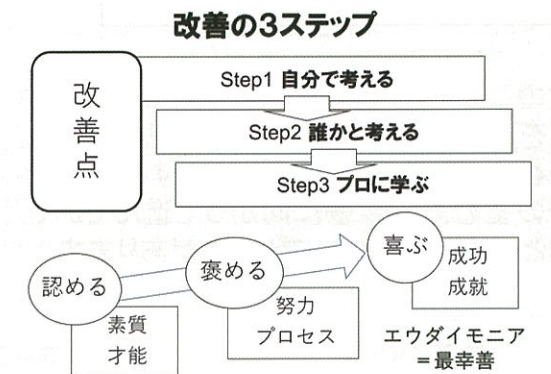 改善の3ステップ
改善点
Step1 自分で考える
Step2 誰かと考える
Step3 プロに学ぶ
認める
素質
才能
褒める
努力
プロセス
喜ぶ
成功
成就
エウダイモニア
＝最幸善